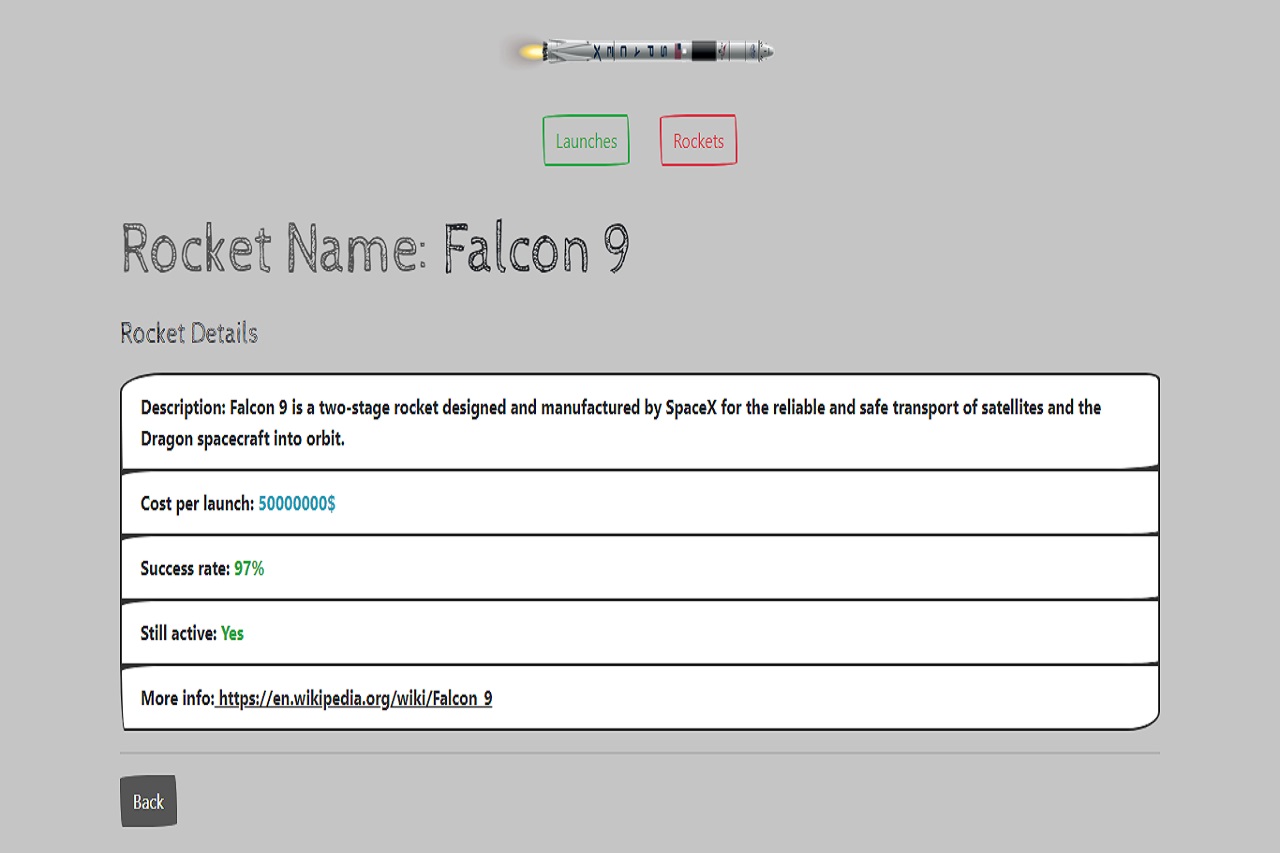 SPACEX
Launches
Rockets
Rocket Name: Falcon 9
Rocket Details
Description: Falcon 9 is a two-stage rocket designed and manufactured by SpaceX for the reliable and safe transport of satellites and the
Dragon spacecraft into orbit.
Cost per launch: 50000000$
Success rate: 97%
Still active: Yes
More info: https://en.wikipedia.org/wiki/Falcon_9
Back